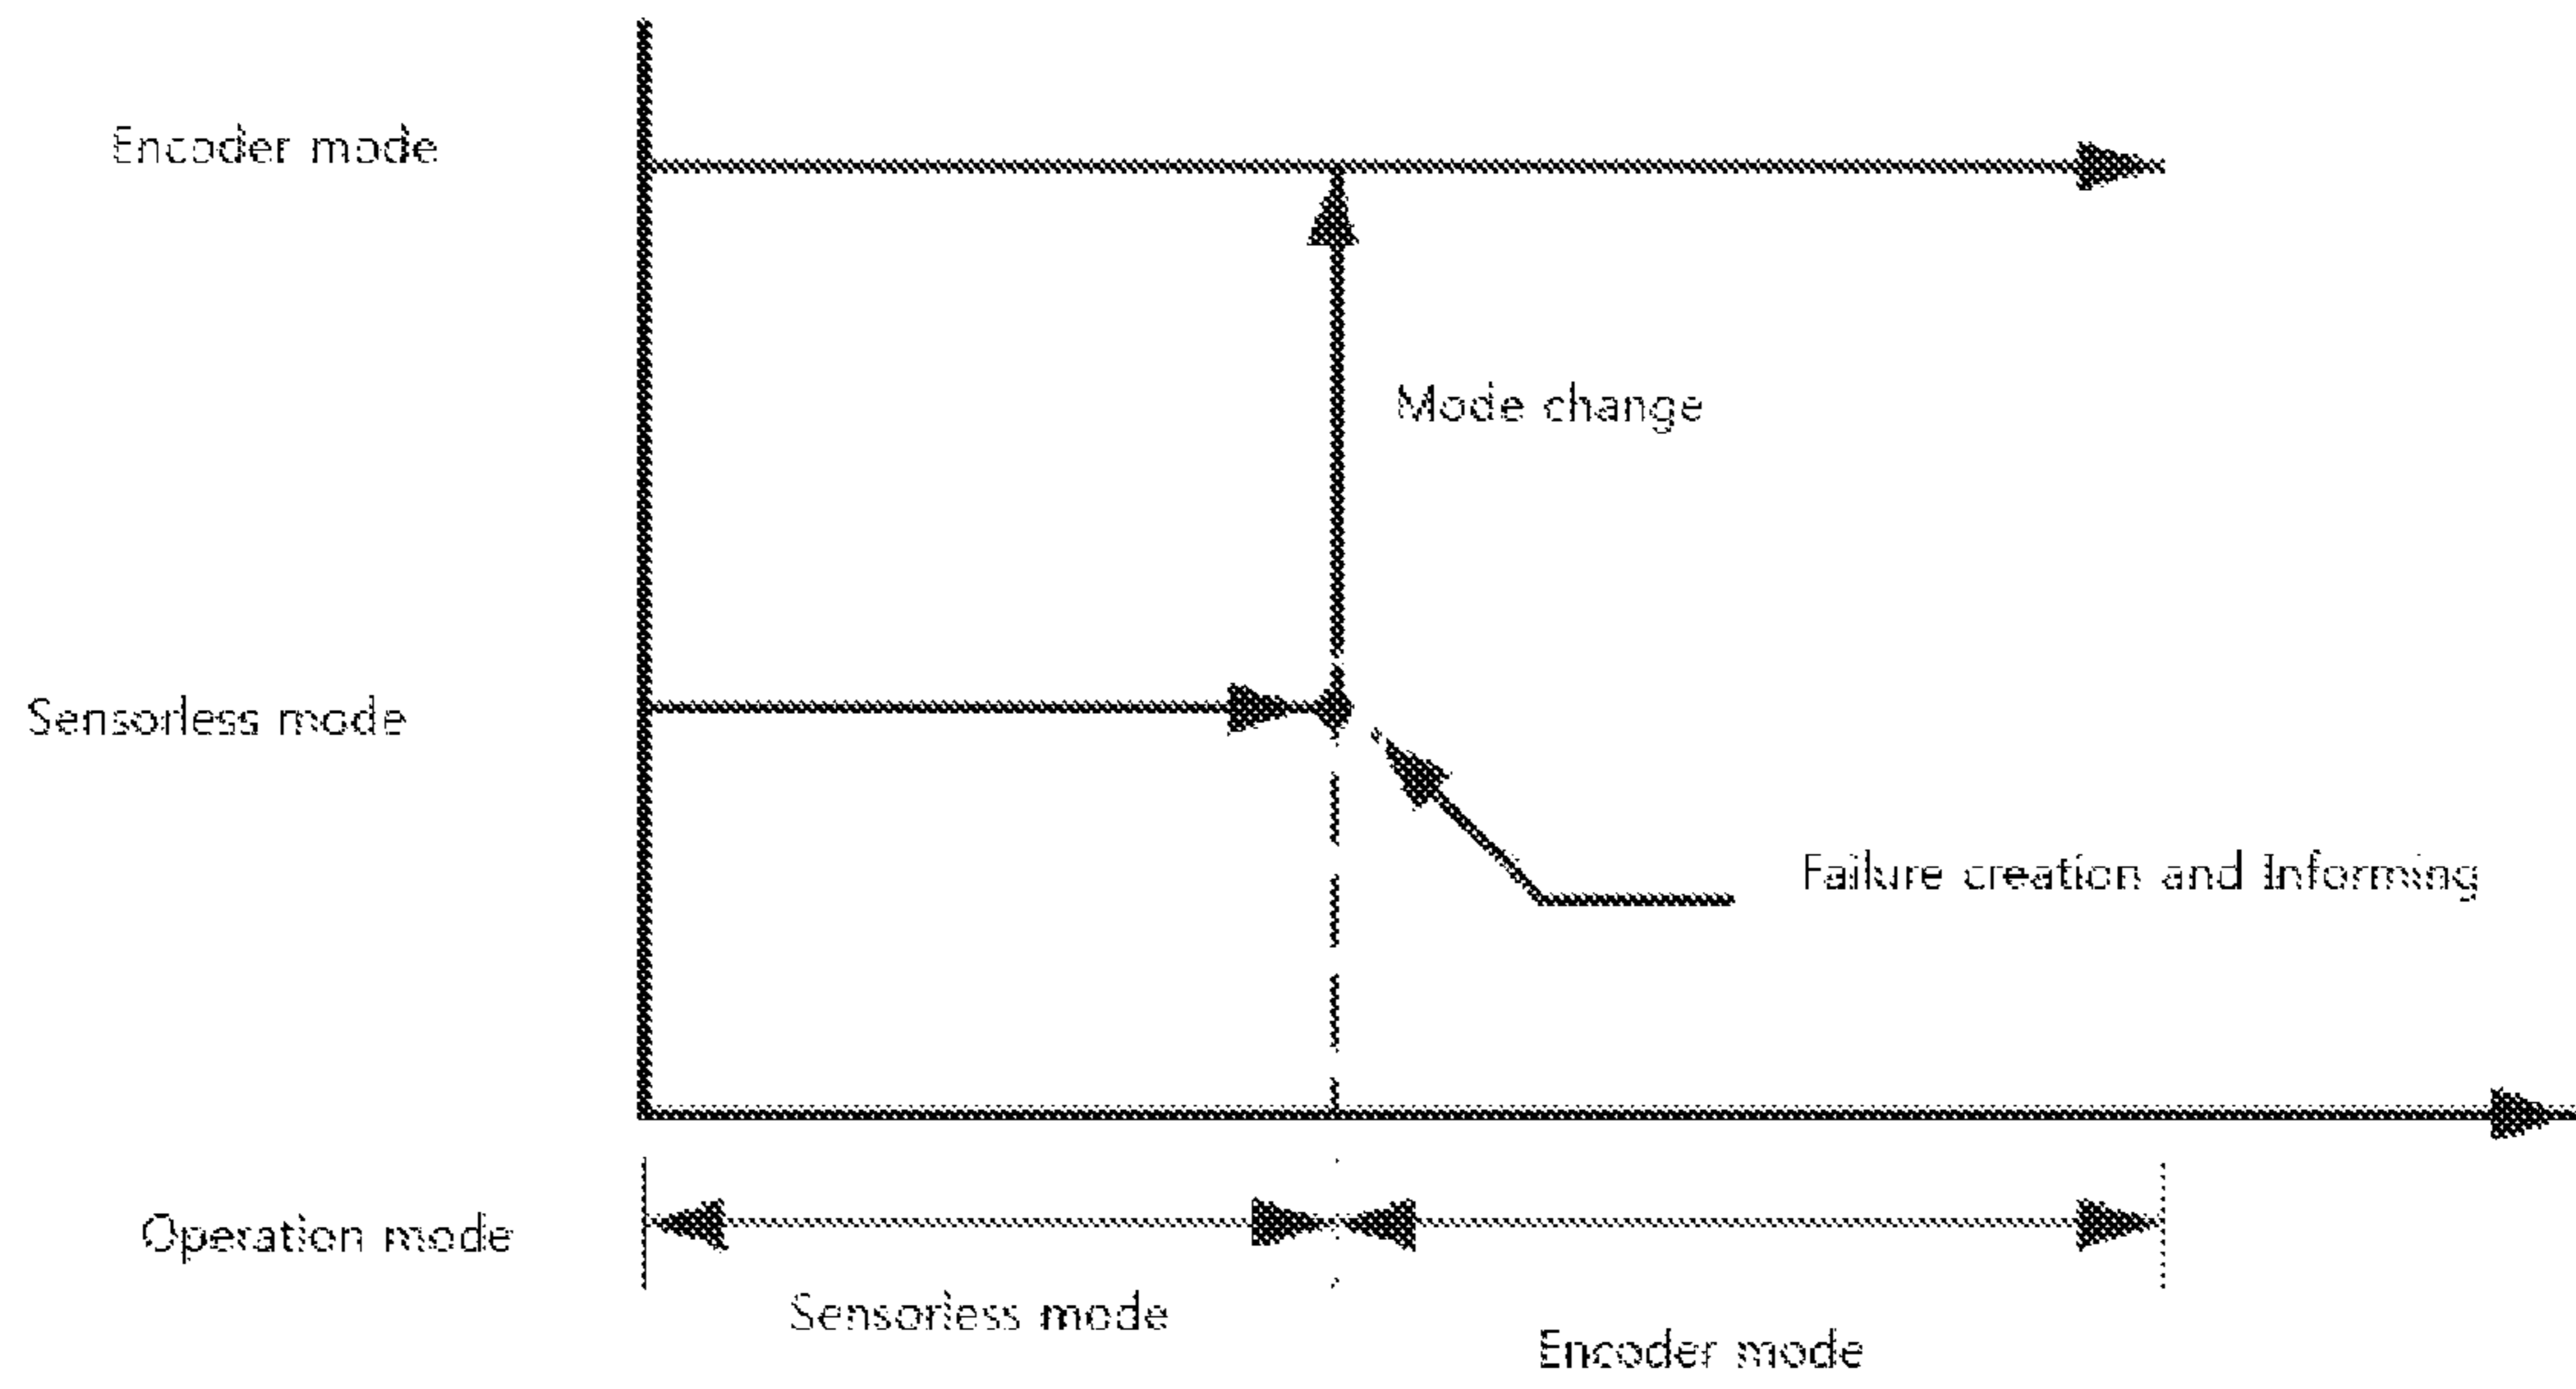 Encoder mode
Mode change
Sensorless mode
Failure creation and Informing
Operation mode
Sensorless mode
Encoder mode